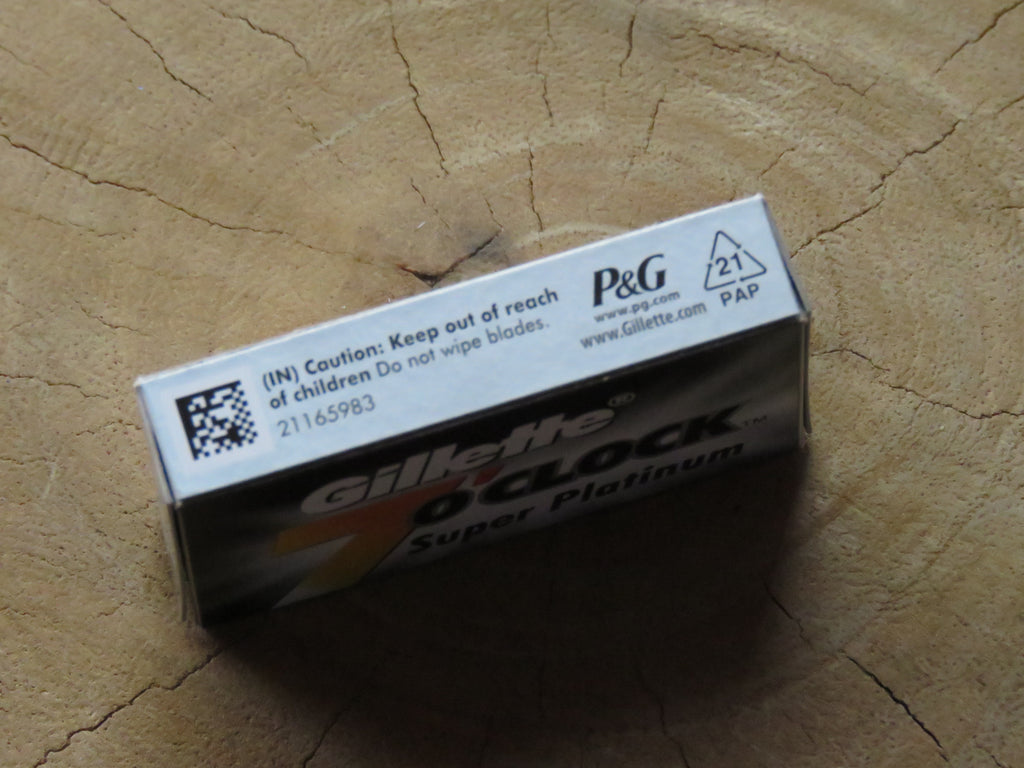 (IN) Caution: Keep out of reach
of children Do not wipe blades.
21165983
P&G
www.pg.com
www.Gillette.com
21
PAP
Gillette®
7 O'CLOCK™
Super Platinum